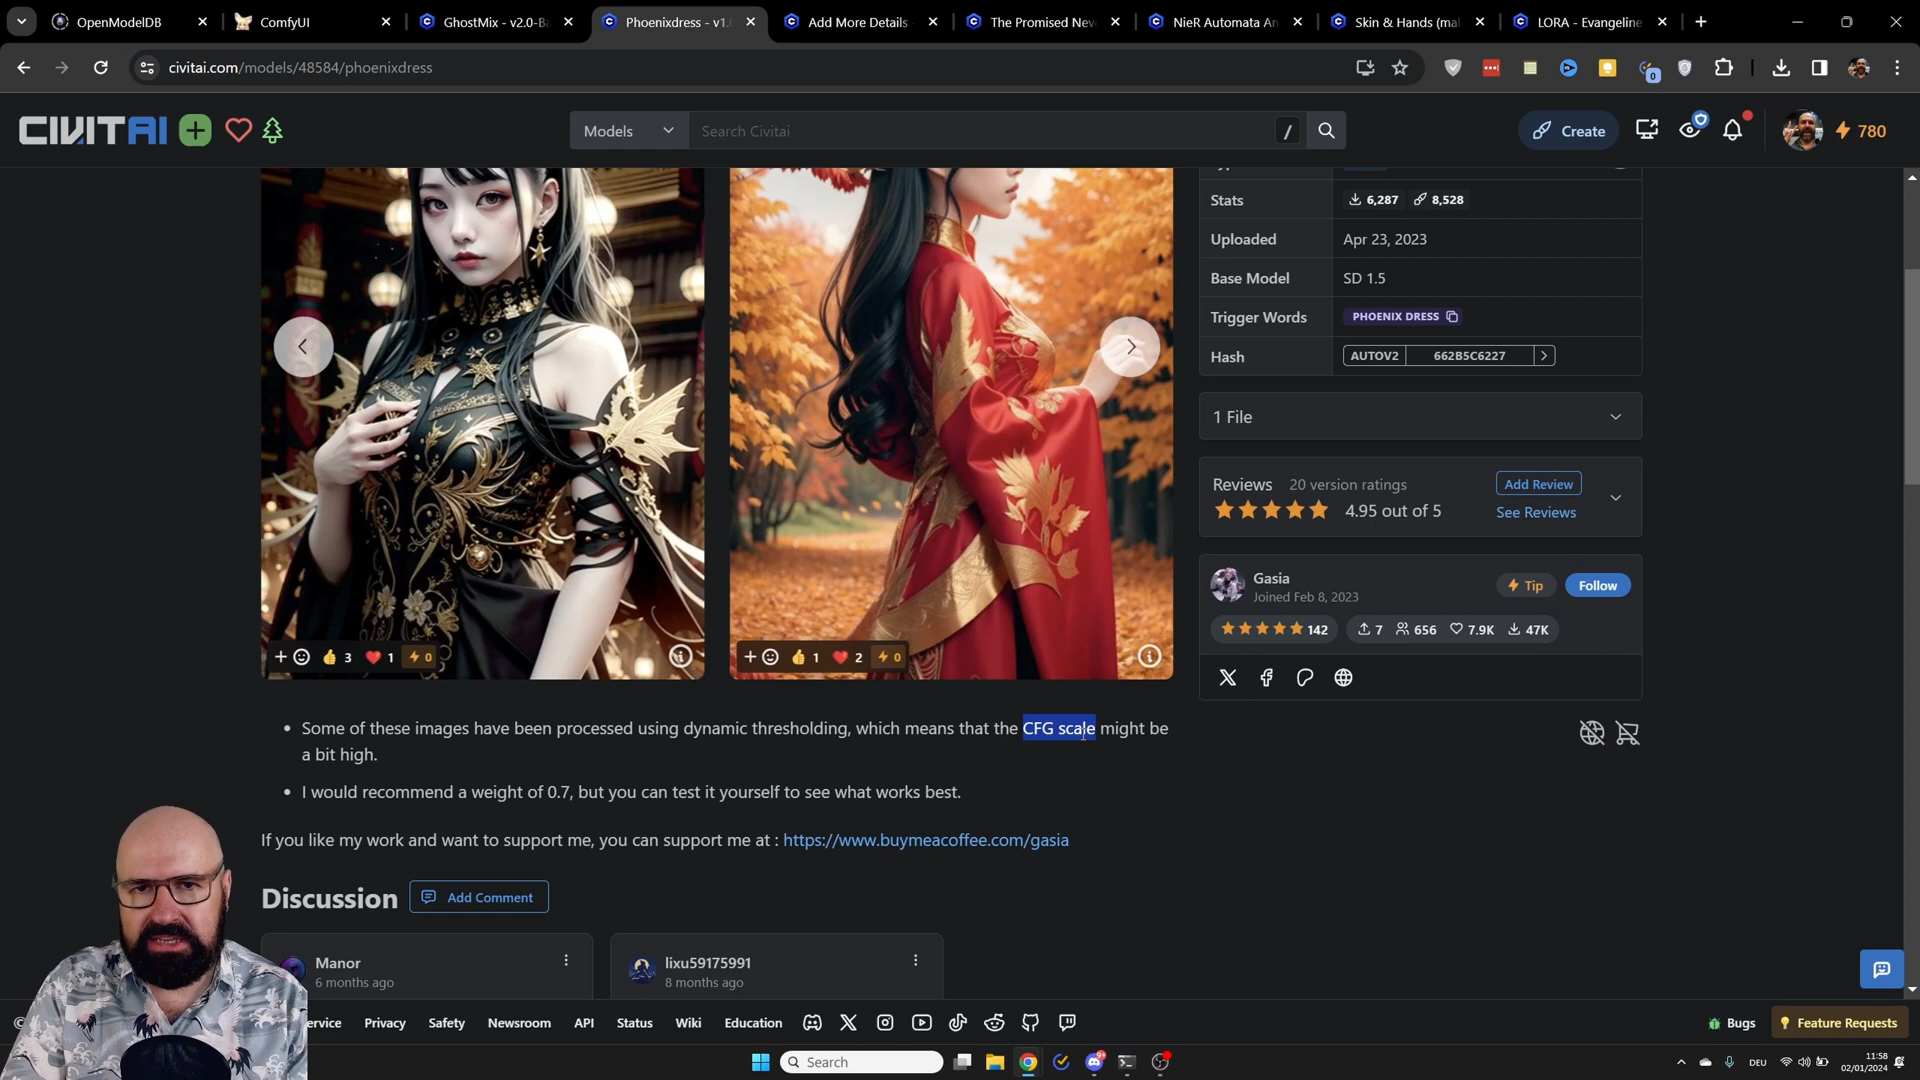 OpenModelDB
ComfyUI
GhostMix - v2.0-Ba
Phoenixdress - v1.
Add More Details
The Promised Nev
NieR Automata An
Skin & Hands (mal
LORA - Evangeline
civitai.com/models/48584/phoenixdress
0
CIVITAI
Models
Search Civitai
/
Create
780
Stats
6,287
8,528
Uploaded
Apr 23, 2023
Base Model
SD 1.5
Trigger Words
PHOENIX DRESS
Hash
AUTOV2
662B5C6227
1 File
Reviews
20 version ratings
Add Review
4.95 out of 5
See Reviews
Gasia
Joined Feb 8, 2023
Tip
Follow
142
7
656
7.9K
47K
3
1
0
1
2
0
• Some of these images have been processed using dynamic thresholding, which means that the CFG scale might be
a bit high.
• I would recommend a weight of 0.7, but you can test it yourself to see what works best.
If you like my work and want to support me, you can support me at : https://www.buymeacoffee.com/gasia
Discussion
Add Comment
Manor
6 months ago
lixu59175991
8 months ago
Privacy
Safety
Newsroom
API
Status
Wiki
Education
Bugs
Feature Requests
Search
DEU
11:58
02/01/2024